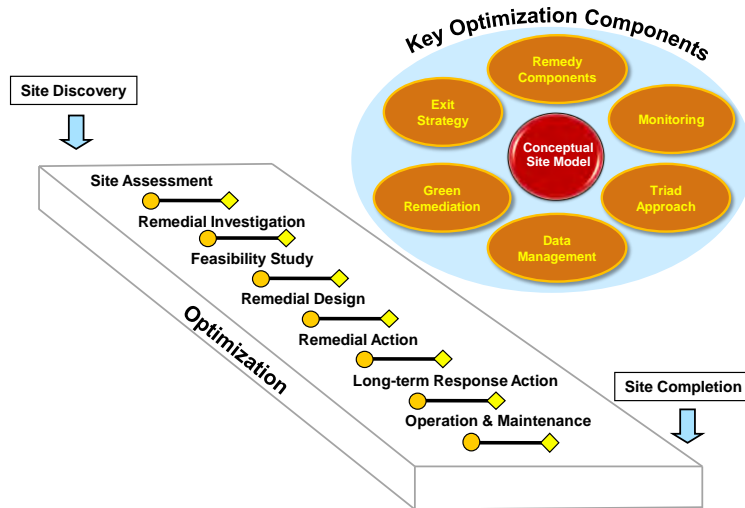 Key Optimization Components
Remedy
Components
Exit
Strategy
Monitoring
Conceptual
Site Model
Green
Remediation
Triad
Approach
Data
Management
Site Discovery
Site Assessment
Remedial Investigation
Feasibility Study
Remedial Design
Remedial Action
Long-term Response Action
Operation & Maintenance
Optimization
Site Completion